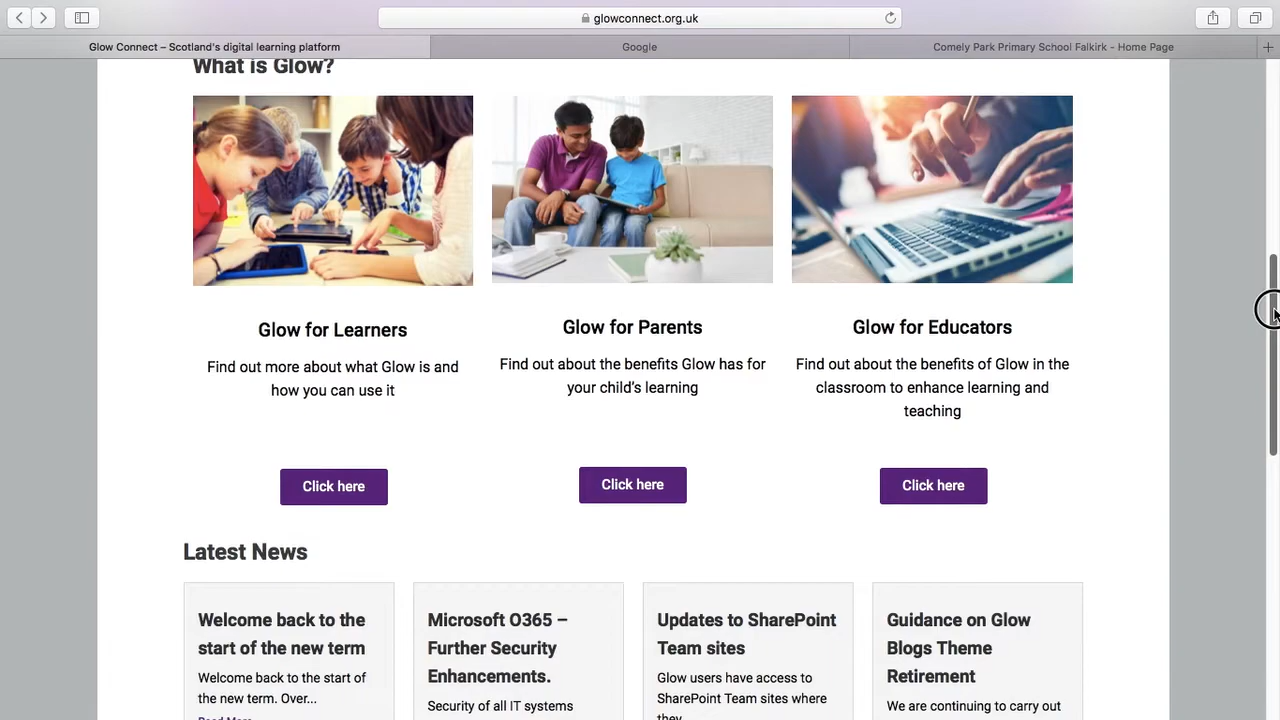 glowconnect.org.uk
Glow Connect – Scotland's digital learning platform
Google
Comely Park Primary School Falkirk - Home Page
What is Glow?
Glow for Learners
Find out more about what Glow is and
how you can use it
Click here
Glow for Parents
Find out about the benefits Glow has for
your child's learning
Click here
Glow for Educators
Find out about the benefits of Glow in the
classroom to enhance learning and
teaching
Click here
Latest News
Welcome back to the
start of the new term
Welcome back to the start of
the new term. Over...
Read More
Microsoft O365 –
Further Security
Enhancements.
Security of all IT systems
Updates to SharePoint
Team sites
Glow users have access to
SharePoint Team sites where
they
Guidance on Glow
Blogs Theme
Retirement
We are continuing to carry out